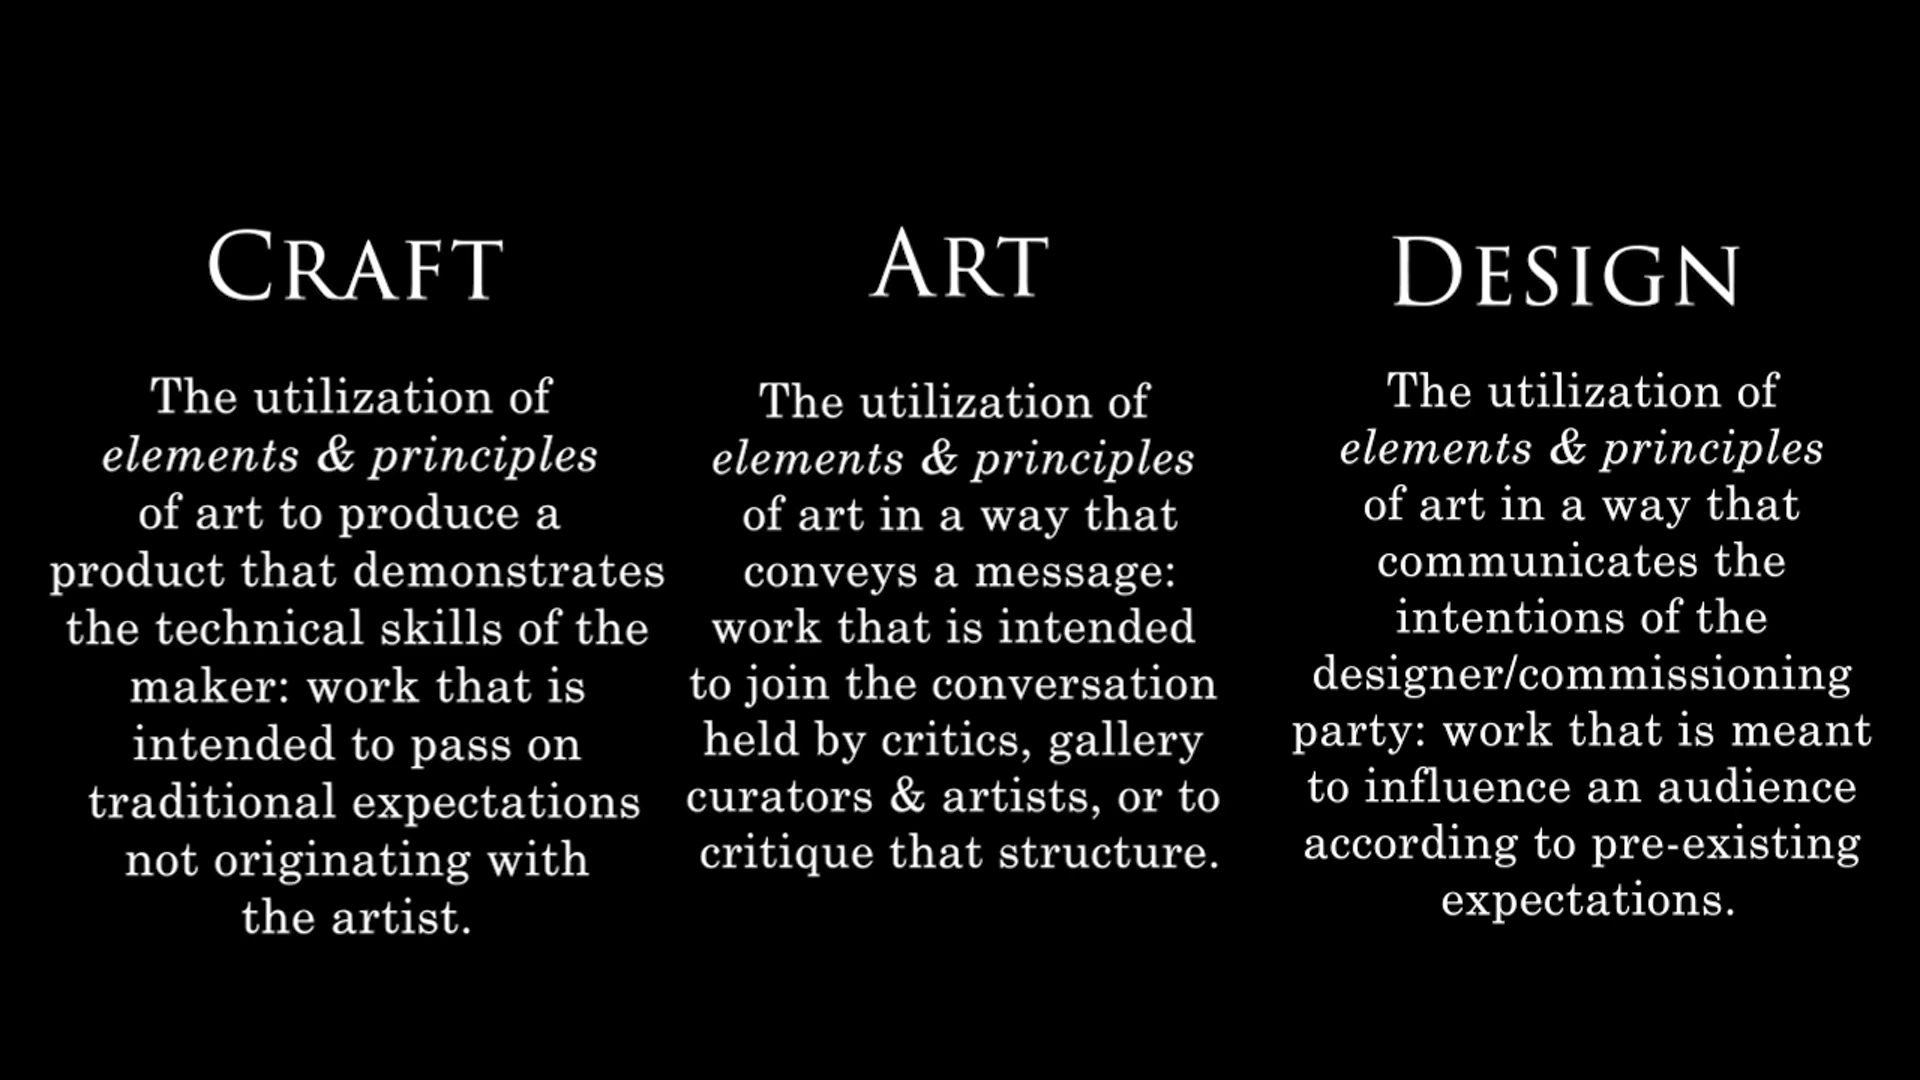 CRAFT
The utilization of
elements & principles
of art to produce a
product that demonstrates
the technical skills of the
maker: work that is
intended to pass on
traditional expectations
not originating with
the artist.
ART
The utilization of
elements & principles
of art in a way that
conveys a message:
work that is intended
to join the conversation
held by critics, gallery
curators & artists, or to
critique that structure.
DESIGN
The utilization of
elements & principles
of art in a way that
communicates the
intentions of the
designer/commissioning
party: work that is meant
to influence an audience
according to pre-existing
expectations.